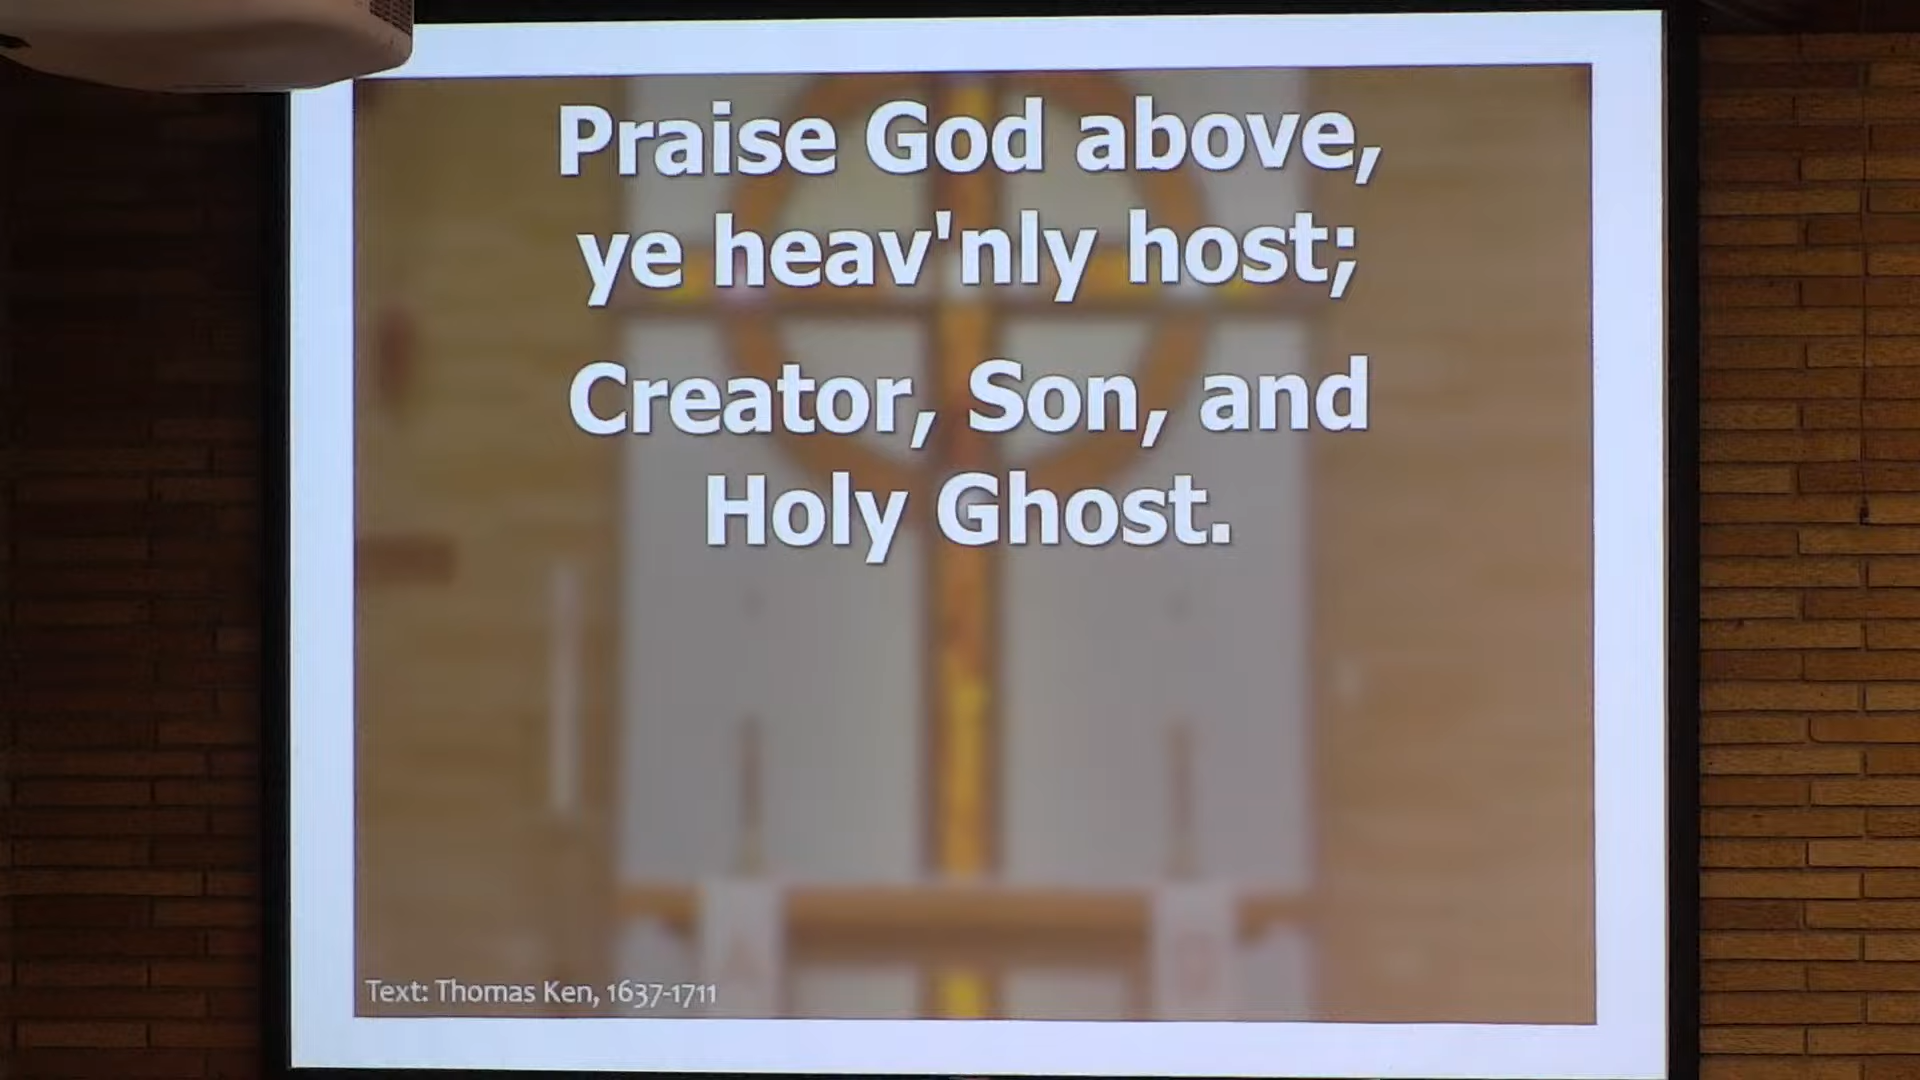 Praise God above,
ye heav'nly host;
Creator, Son, and
Holy Ghost.
Text: Thomas Ken, 1637-1711